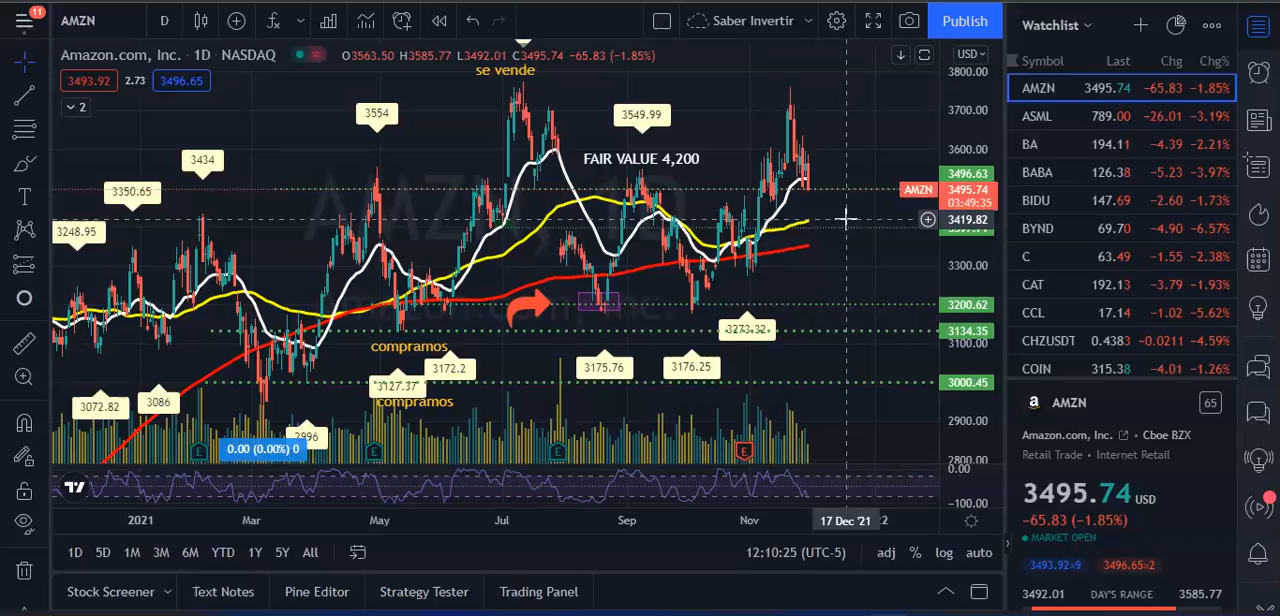 11
AMZN D Saber Invertir Publish
Amazon.com, Inc. · 1D · NASDAQ O3563.50 H3585.77 L3492.01 C3495.74 -65.83 (-1.85%)
3493.92 2.73 3496.65
2
se vende
USD
3800.00
3700.00
3600.00
3554
3549.99
FAIR VALUE 4,200
3434
3350.65
3248.95
3496.63
AMZN 3495.74
03:49:35
3419.82
3300.00
3200.62
3134.35
3100.00
3000.45
2900.00
2800.00
compramos
3273.32
3172.2
3175.76
3176.25
3127.37
compramos
3072.82
3086
2996
0.00 (0.00%) 0
E E E E
0.00
-100.00
2021 Mar May Jul Sep Nov 17 Dec '21
1D 5D 1M 3M 6M YTD 1Y 5Y All 12:10:25 (UTC-5) adj % log auto
Stock Screener Text Notes Pine Editor Strategy Tester Trading Panel
Watchlist
Symbol Last Chg Chg%
AMZN 3495.74 -65.83 -1.85%
ASML 789.00 -26.01 -3.19%
BA 194.11 -4.39 -2.21%
BABA 126.38 -5.23 -3.97%
BIDU 147.69 -2.60 -1.73%
BYND 69.70 -4.90 -6.57%
C 63.49 -1.55 -2.38%
CAT 192.13 -3.79 -1.93%
CCL 17.14 -1.02 -5.62%
CHZUSDT 0.4383 -0.0211 -4.59%
COIN 315.38 -4.01 -1.26%
a AMZN 65
Amazon.com, Inc. · Cboe BZX
Retail Trade · Internet Retail
3495.74 USD
-65.83 (-1.85%)
MARKET OPEN
3493.92×9 3496.65×2
3492.01 DAY'S RANGE 3585.77